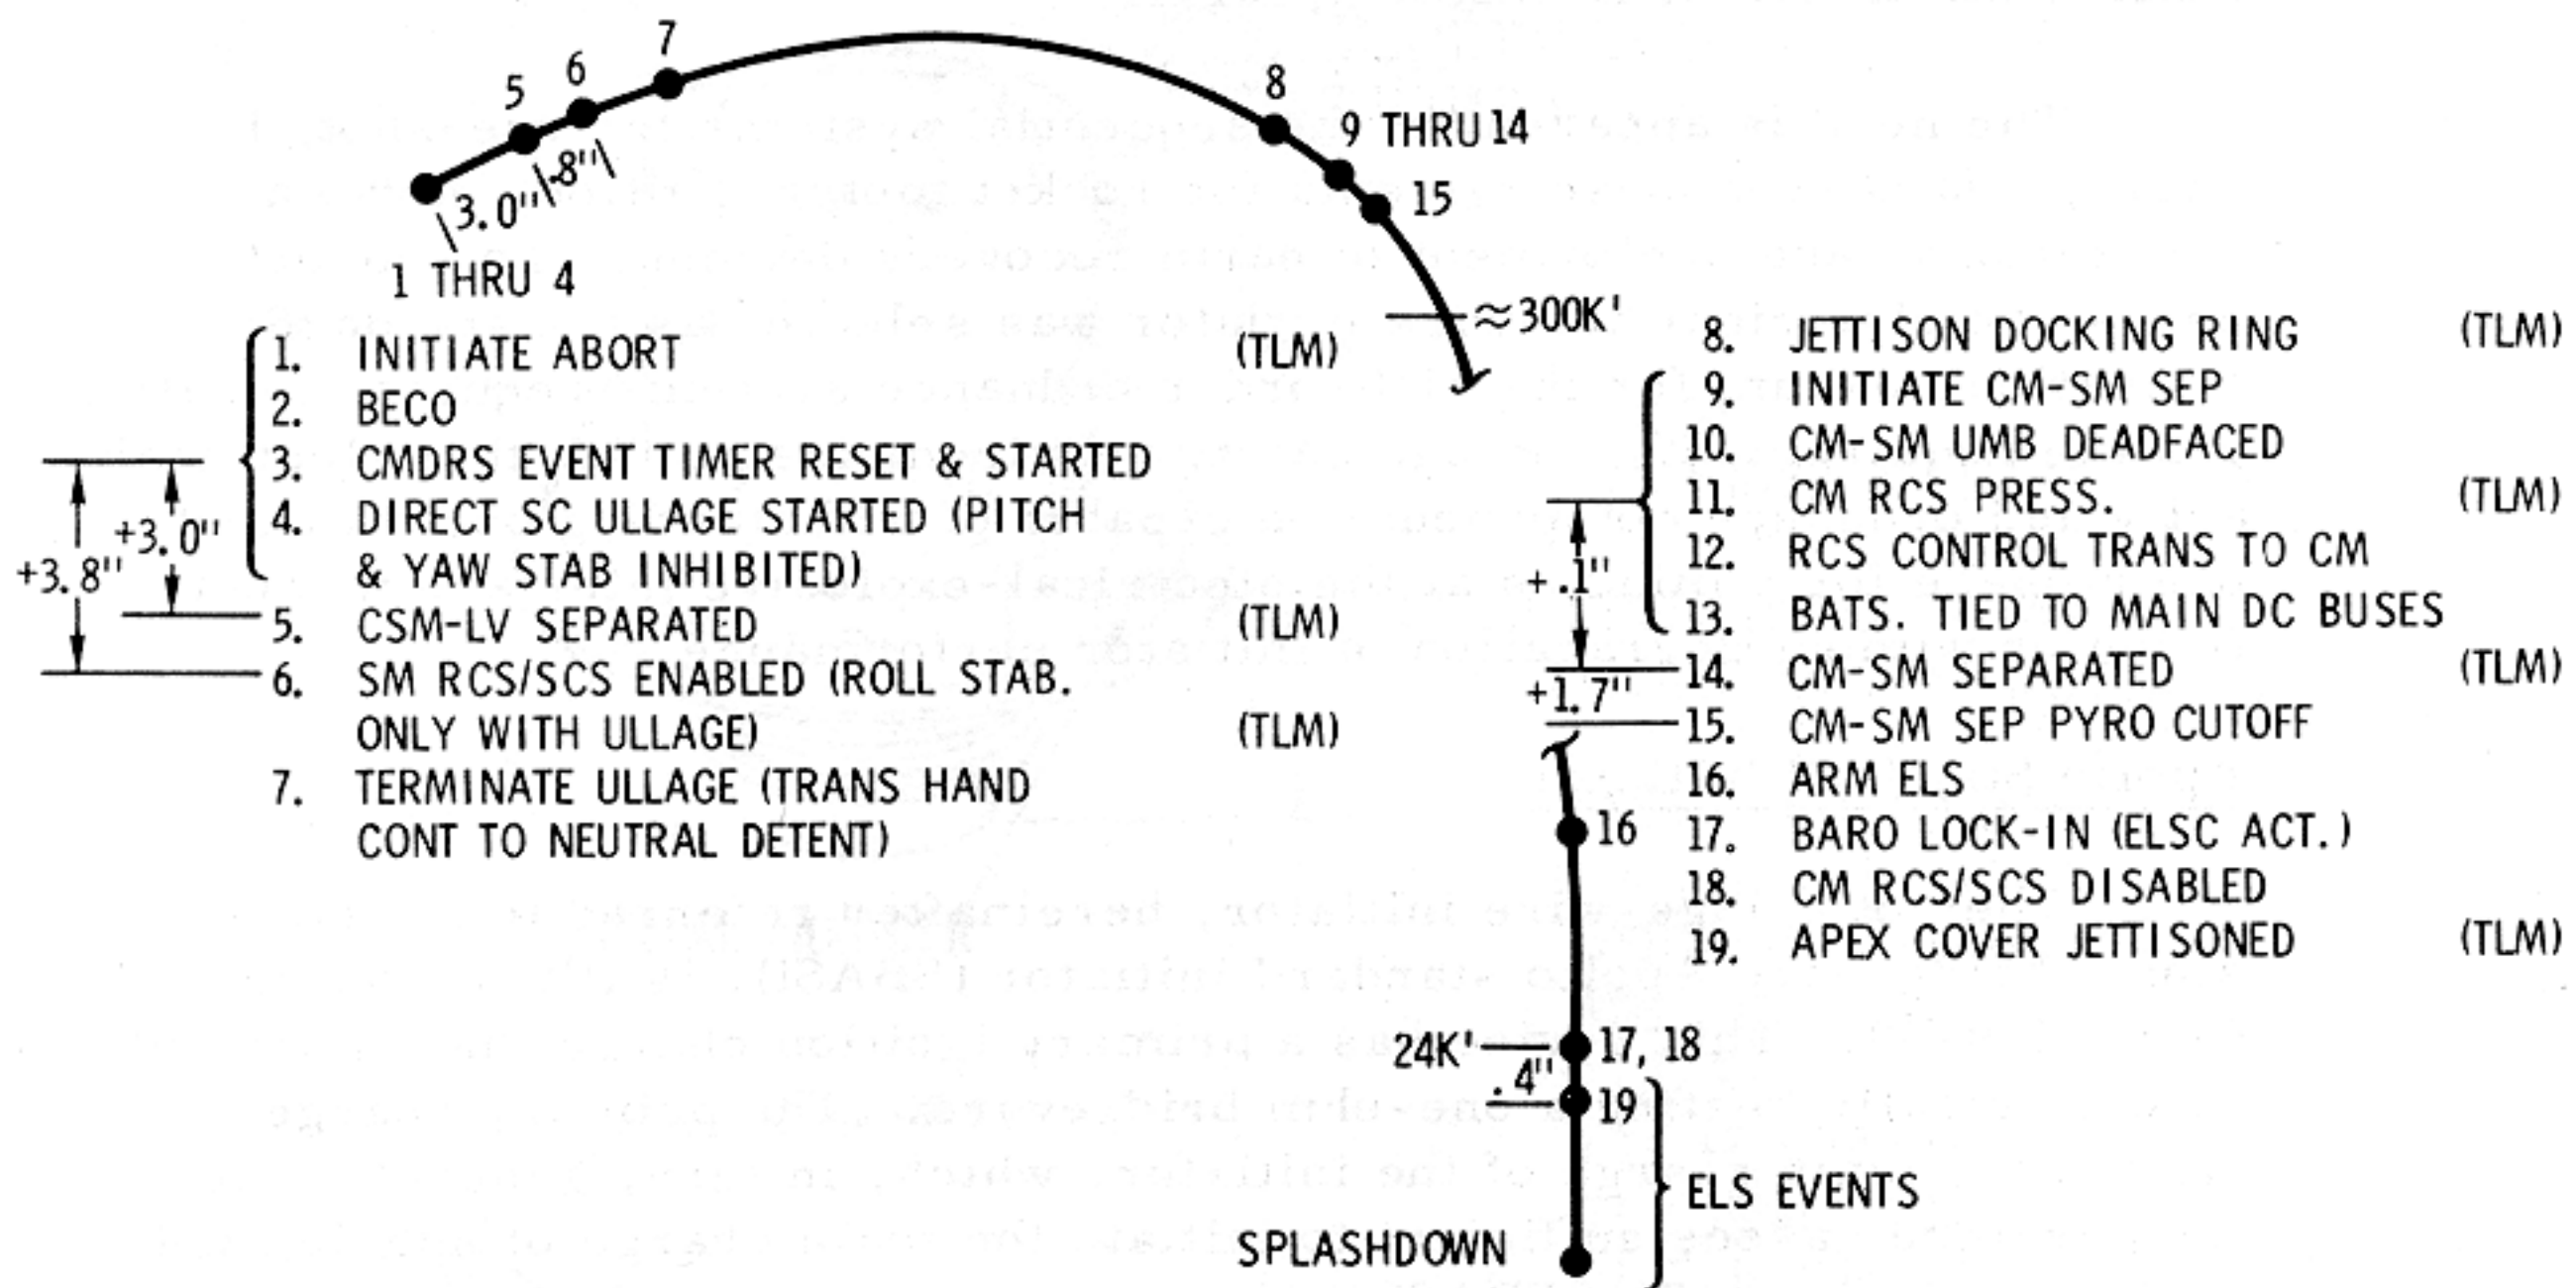 7
6
5
8
9 THRU 14
15
.8"
3.0"
1 THRU 4
≈300K'
1. INITIATE ABORT (TLM)
2. BECO
3. CMDRS EVENT TIMER RESET & STARTED
4. DIRECT SC ULLAGE STARTED (PITCH
& YAW STAB INHIBITED)
5. CSM-LV SEPARATED (TLM)
6. SM RCS/SCS ENABLED (ROLL STAB.
ONLY WITH ULLAGE) (TLM)
7. TERMINATE ULLAGE (TRANS HAND
CONT TO NEUTRAL DETENT)
+3.0"
+3.8"
8. JETTISON DOCKING RING (TLM)
9. INITIATE CM-SM SEP
10. CM-SM UMB DEADFACED
11. CM RCS PRESS. (TLM)
12. RCS CONTROL TRANS TO CM
13. BATS. TIED TO MAIN DC BUSES
14. CM-SM SEPARATED (TLM)
15. CM-SM SEP PYRO CUTOFF
16. ARM ELS
17. BARO LOCK-IN (ELSC ACT.)
18. CM RCS/SCS DISABLED
19. APEX COVER JETTISONED (TLM)
+.1"
+1.7"
16
24K'
17, 18
.4"
19
ELS EVENTS
SPLASHDOWN